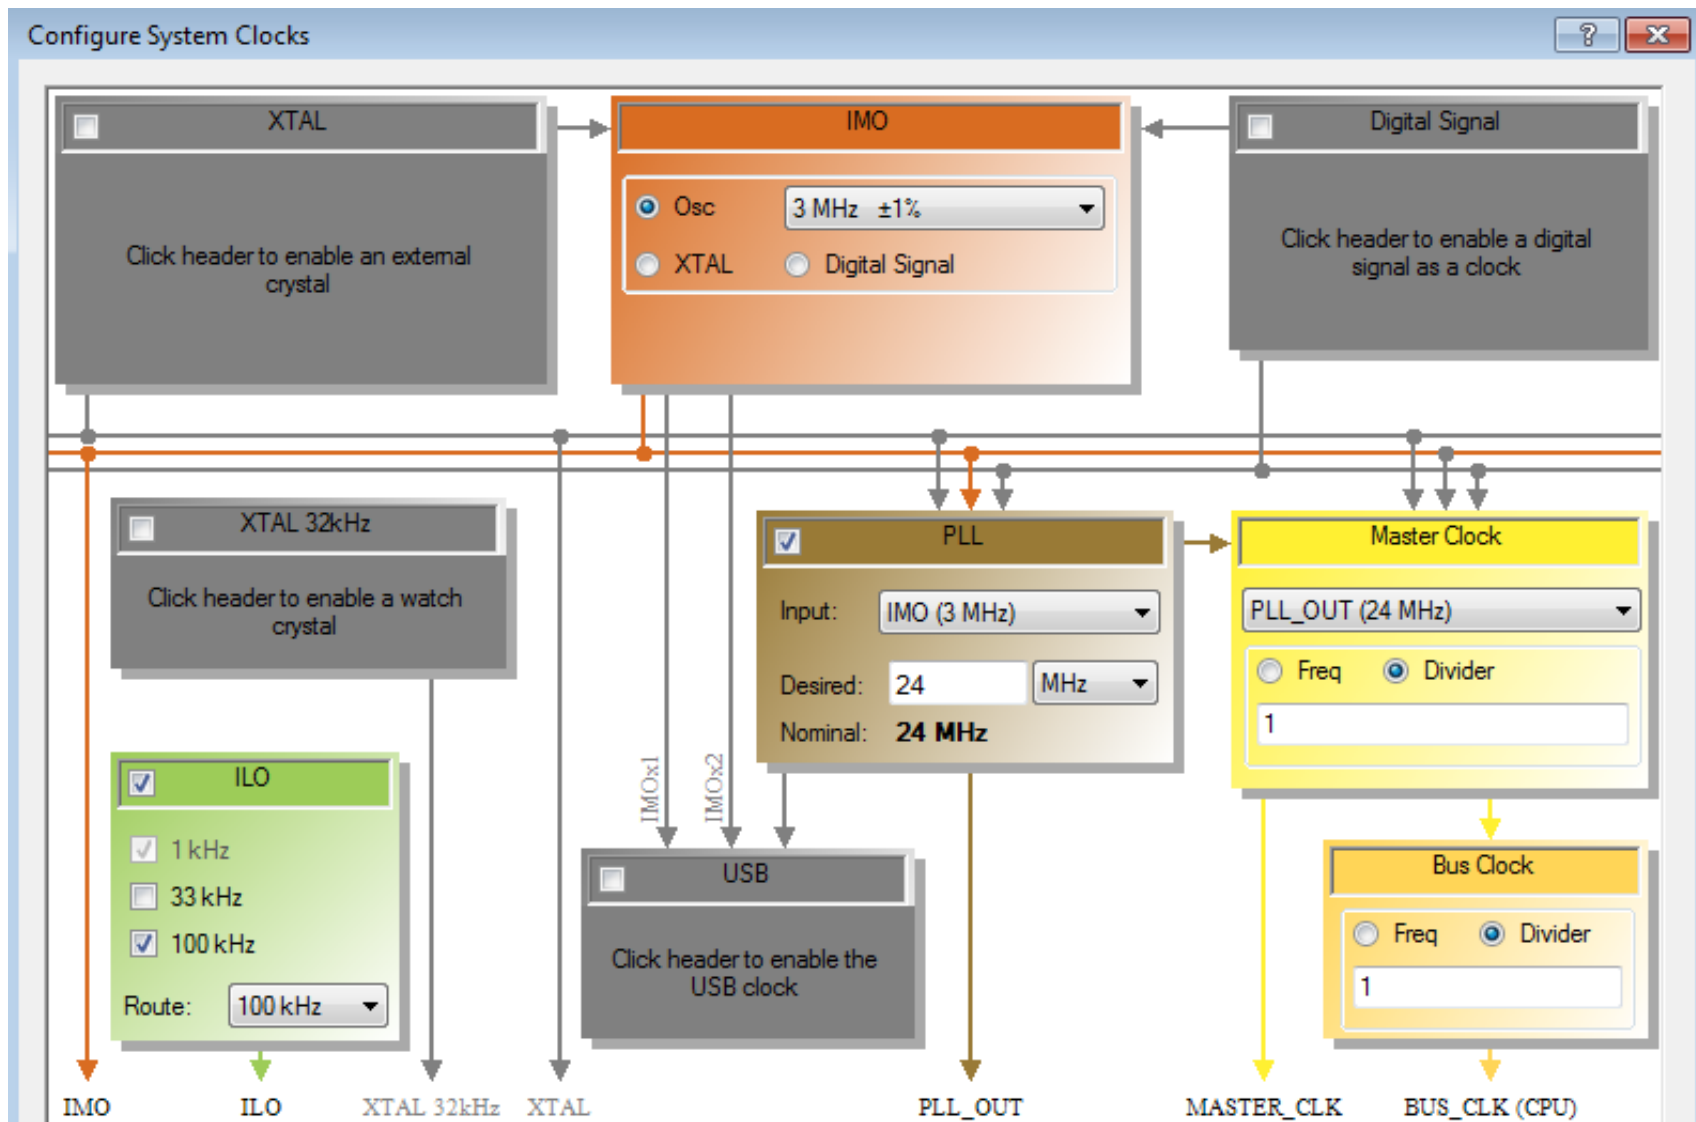 Configure System Clocks
?
XTAL
Click header to enable an external
crystal
IMO
Osc
3 MHz ±1%
XTAL
Digital Signal
Digital Signal
Click header to enable a digital
signal as a clock
XTAL 32kHz
Click header to enable a watch
crystal
PLL
Input:
IMO (3 MHz)
Desired:
24
MHz
Nominal:
24 MHz
Master Clock
PLL_OUT (24 MHz)
Freq
Divider
1
ILO
1 kHz
33 kHz
100 kHz
Route:
100 kHz
IMOx1
IMOx2
USB
Click header to enable the
USB clock
Bus Clock
Freq
Divider
1
IMO
ILO
XTAL 32kHz
XTAL
PLL_OUT
MASTER_CLK
BUS_CLK (CPU)